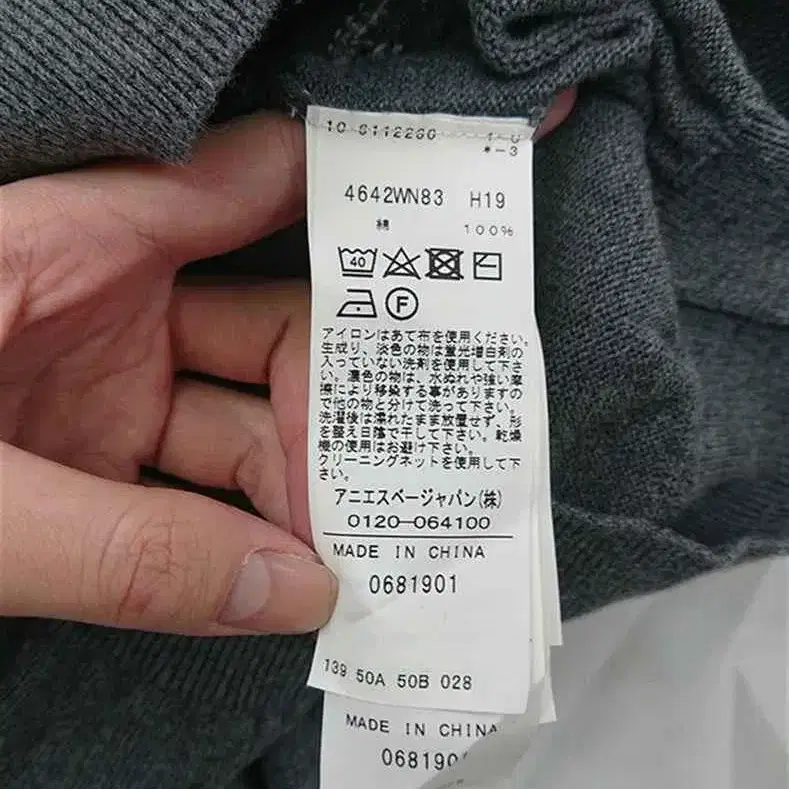 4642WN83 H19
綿 100%
40
F
アイロンはあて布を使用ください。
生成り、淡色の物は蛍光増白剤の
入っていない洗剤を使用して下さ
い。濃色の物は、水ぬれや強い摩
擦により移染する事がありますの
で他の物と分けて洗って下さい。
洗濯後は濡れたまま放置せず、形
を整え日陰で干して下さい。乾燥
機の使用はお避け下さい。
クリーニングネットを使用して下
さい。
アニエスベージャパン(株)
0120-064100
MADE IN CHINA
0681901
139 50A 50B 028
MADE IN CHINA